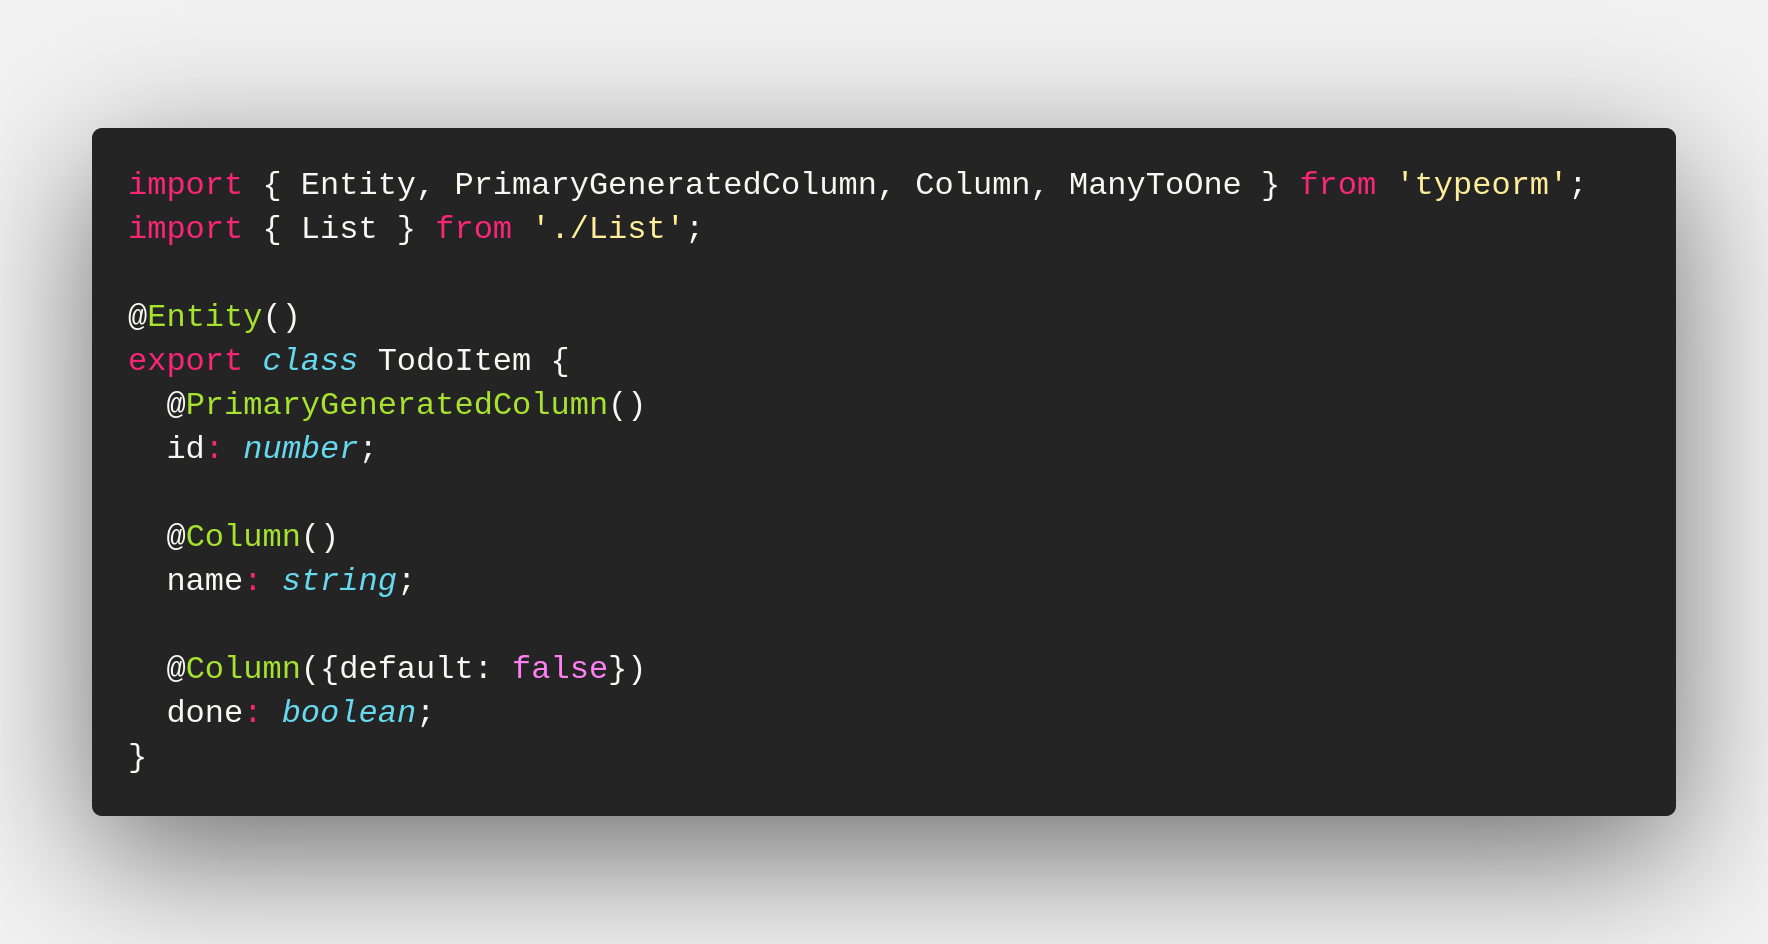 import { Entity, PrimaryGeneratedColumn, Column, ManyToOne } from 'typeorm';
import { List } from './List';

@Entity()
export class TodoItem {
  @PrimaryGeneratedColumn()
  id: number;

  @Column()
  name: string;

  @Column({default: false})
  done: boolean;
}